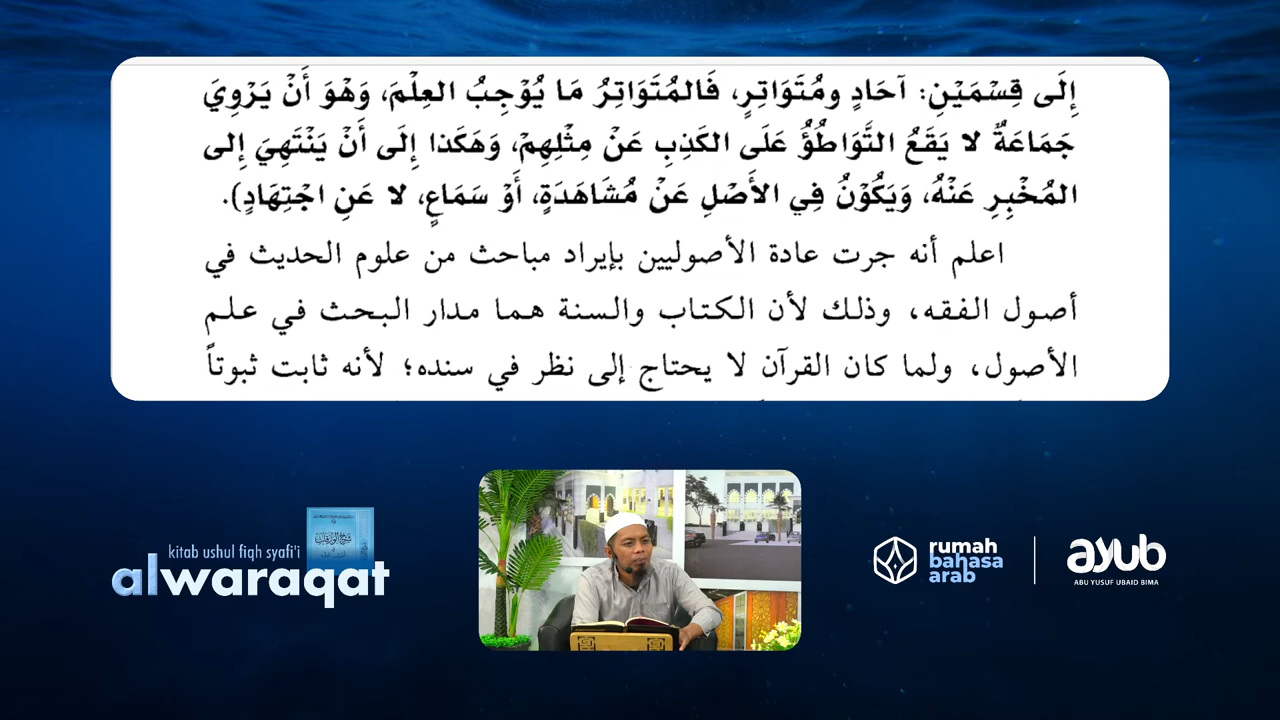 إِلَى قِسْمَيْنِ: آحَادٍ ومُتَوَاتِرٍ، فَالمُتَوَاتِرُ مَا يُوْجِبُ العِلْمَ، وَهْوَ أَنْ يَرْوِيَ
جَمَاعَةٌ لا يَقَعُ التَّوَاطُؤُ عَلَى الكَذِبِ عَنْ مِثْلِهِمْ، وَهَكَذا إِلَى أَنْ يَنْتَهِيَ إِلى
المُخْبِرِ عَنْهُ، وَيَكُوْنُ فِي الأَصْلِ عَنْ مُشَاهَدَةٍ، أَوْ سَمَاعٍ، لا عَنِ اجْتِهَادٍ).
اعلم أنه جرت عادة الأصوليين بإيراد مباحث من علوم الحديث في
أصول الفقه، وذلك لأن الكتاب والسنة هما مدار البحث في علم
الأصول، ولما كان القرآن لا يحتاج إلى نظر في سنده؛ لأنه ثابت ثبوتاً
kitab ushul fiqh syafi'i
alwaraqat
rumah
bahasa
arab
ayub
ABU YUSUF UBAID BIMA